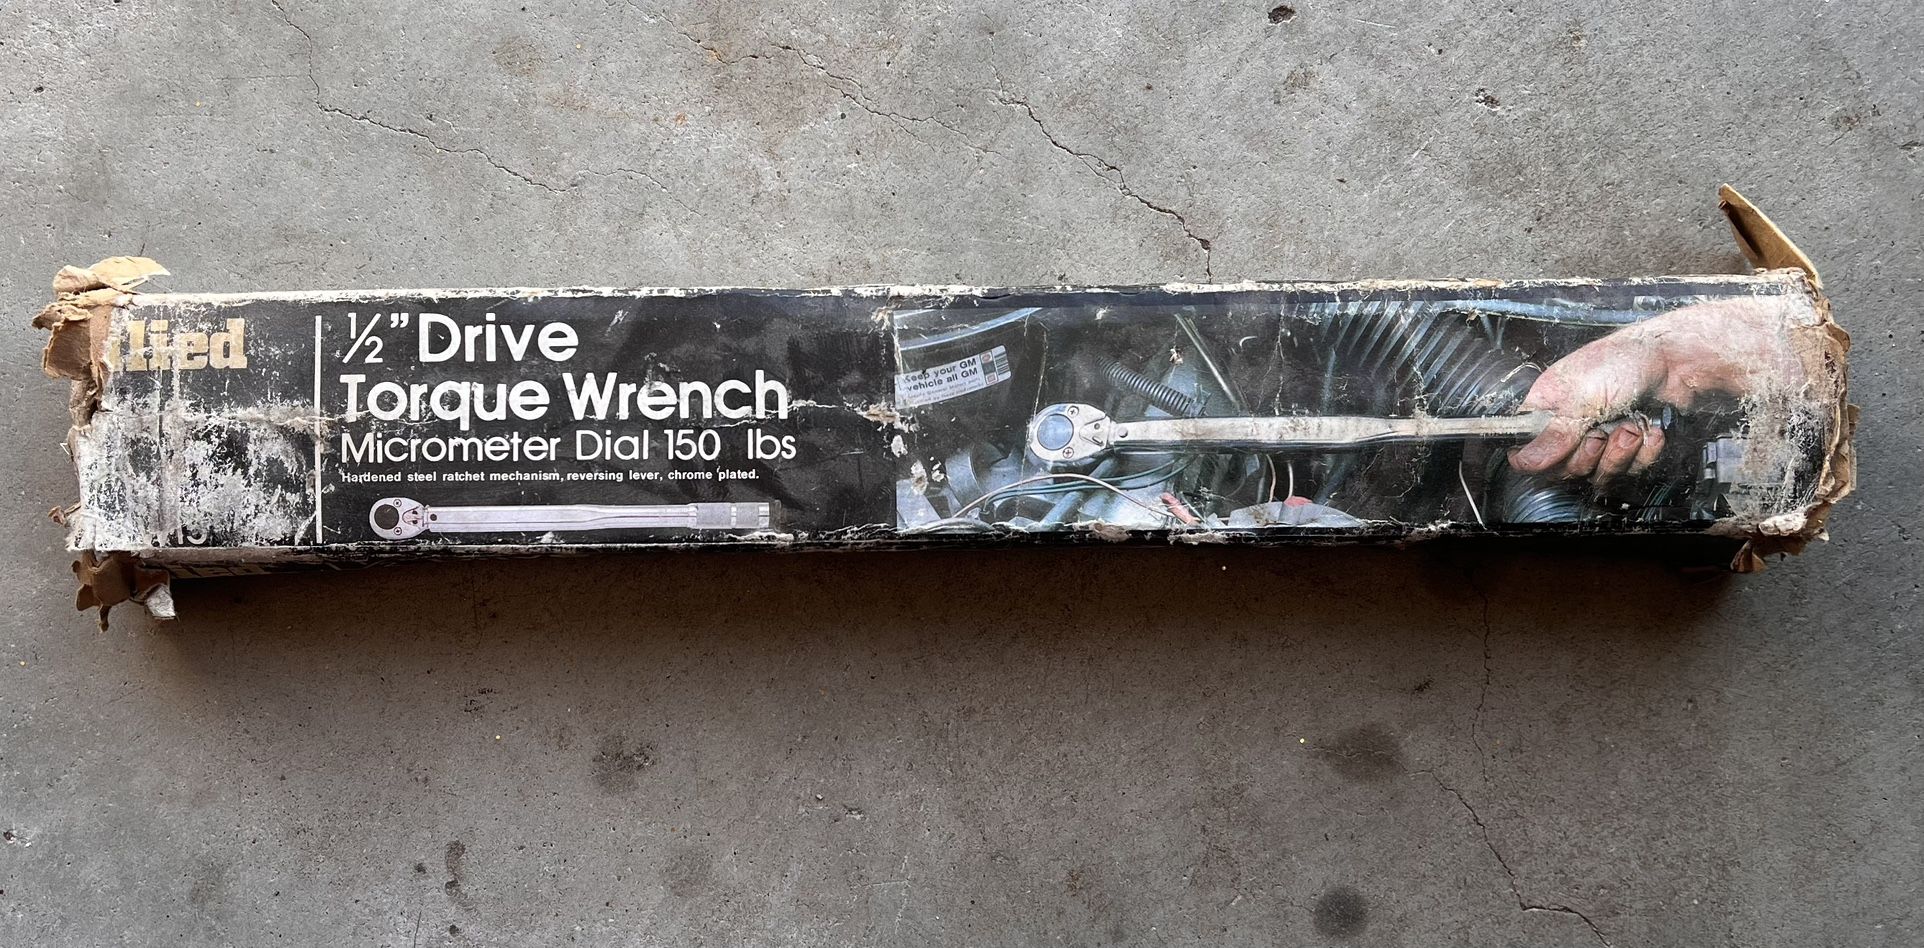 llied
½” Drive
Torque Wrench
Micrometer Dial 150 lbs
Hardened steel ratchet mechanism, reversing lever, chrome plated.
Keep your GM
vehicle all GM